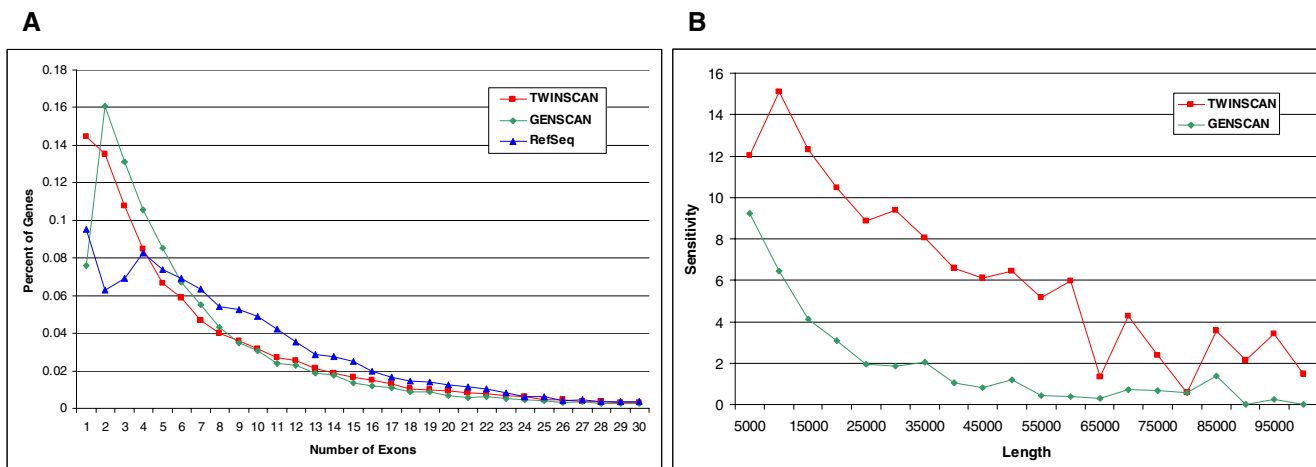 A
0.18
0.16
0.14
0.12
0.1
0.08
0.06
0.04
0.02
0
Percent of Genes
TWINSCAN
GENSCAN
RefSeq
1 2 3 4 5 6 7 8 9 10 11 12 13 14 15 16 17 18 19 20 21 22 23 24 25 26 27 28 29 30
Number of Exons
B
16
14
12
10
8
6
4
2
0
Sensitivity
TWINSCAN
GENSCAN
5000 15000 25000 35000 45000 55000 65000 75000 85000 95000
Length